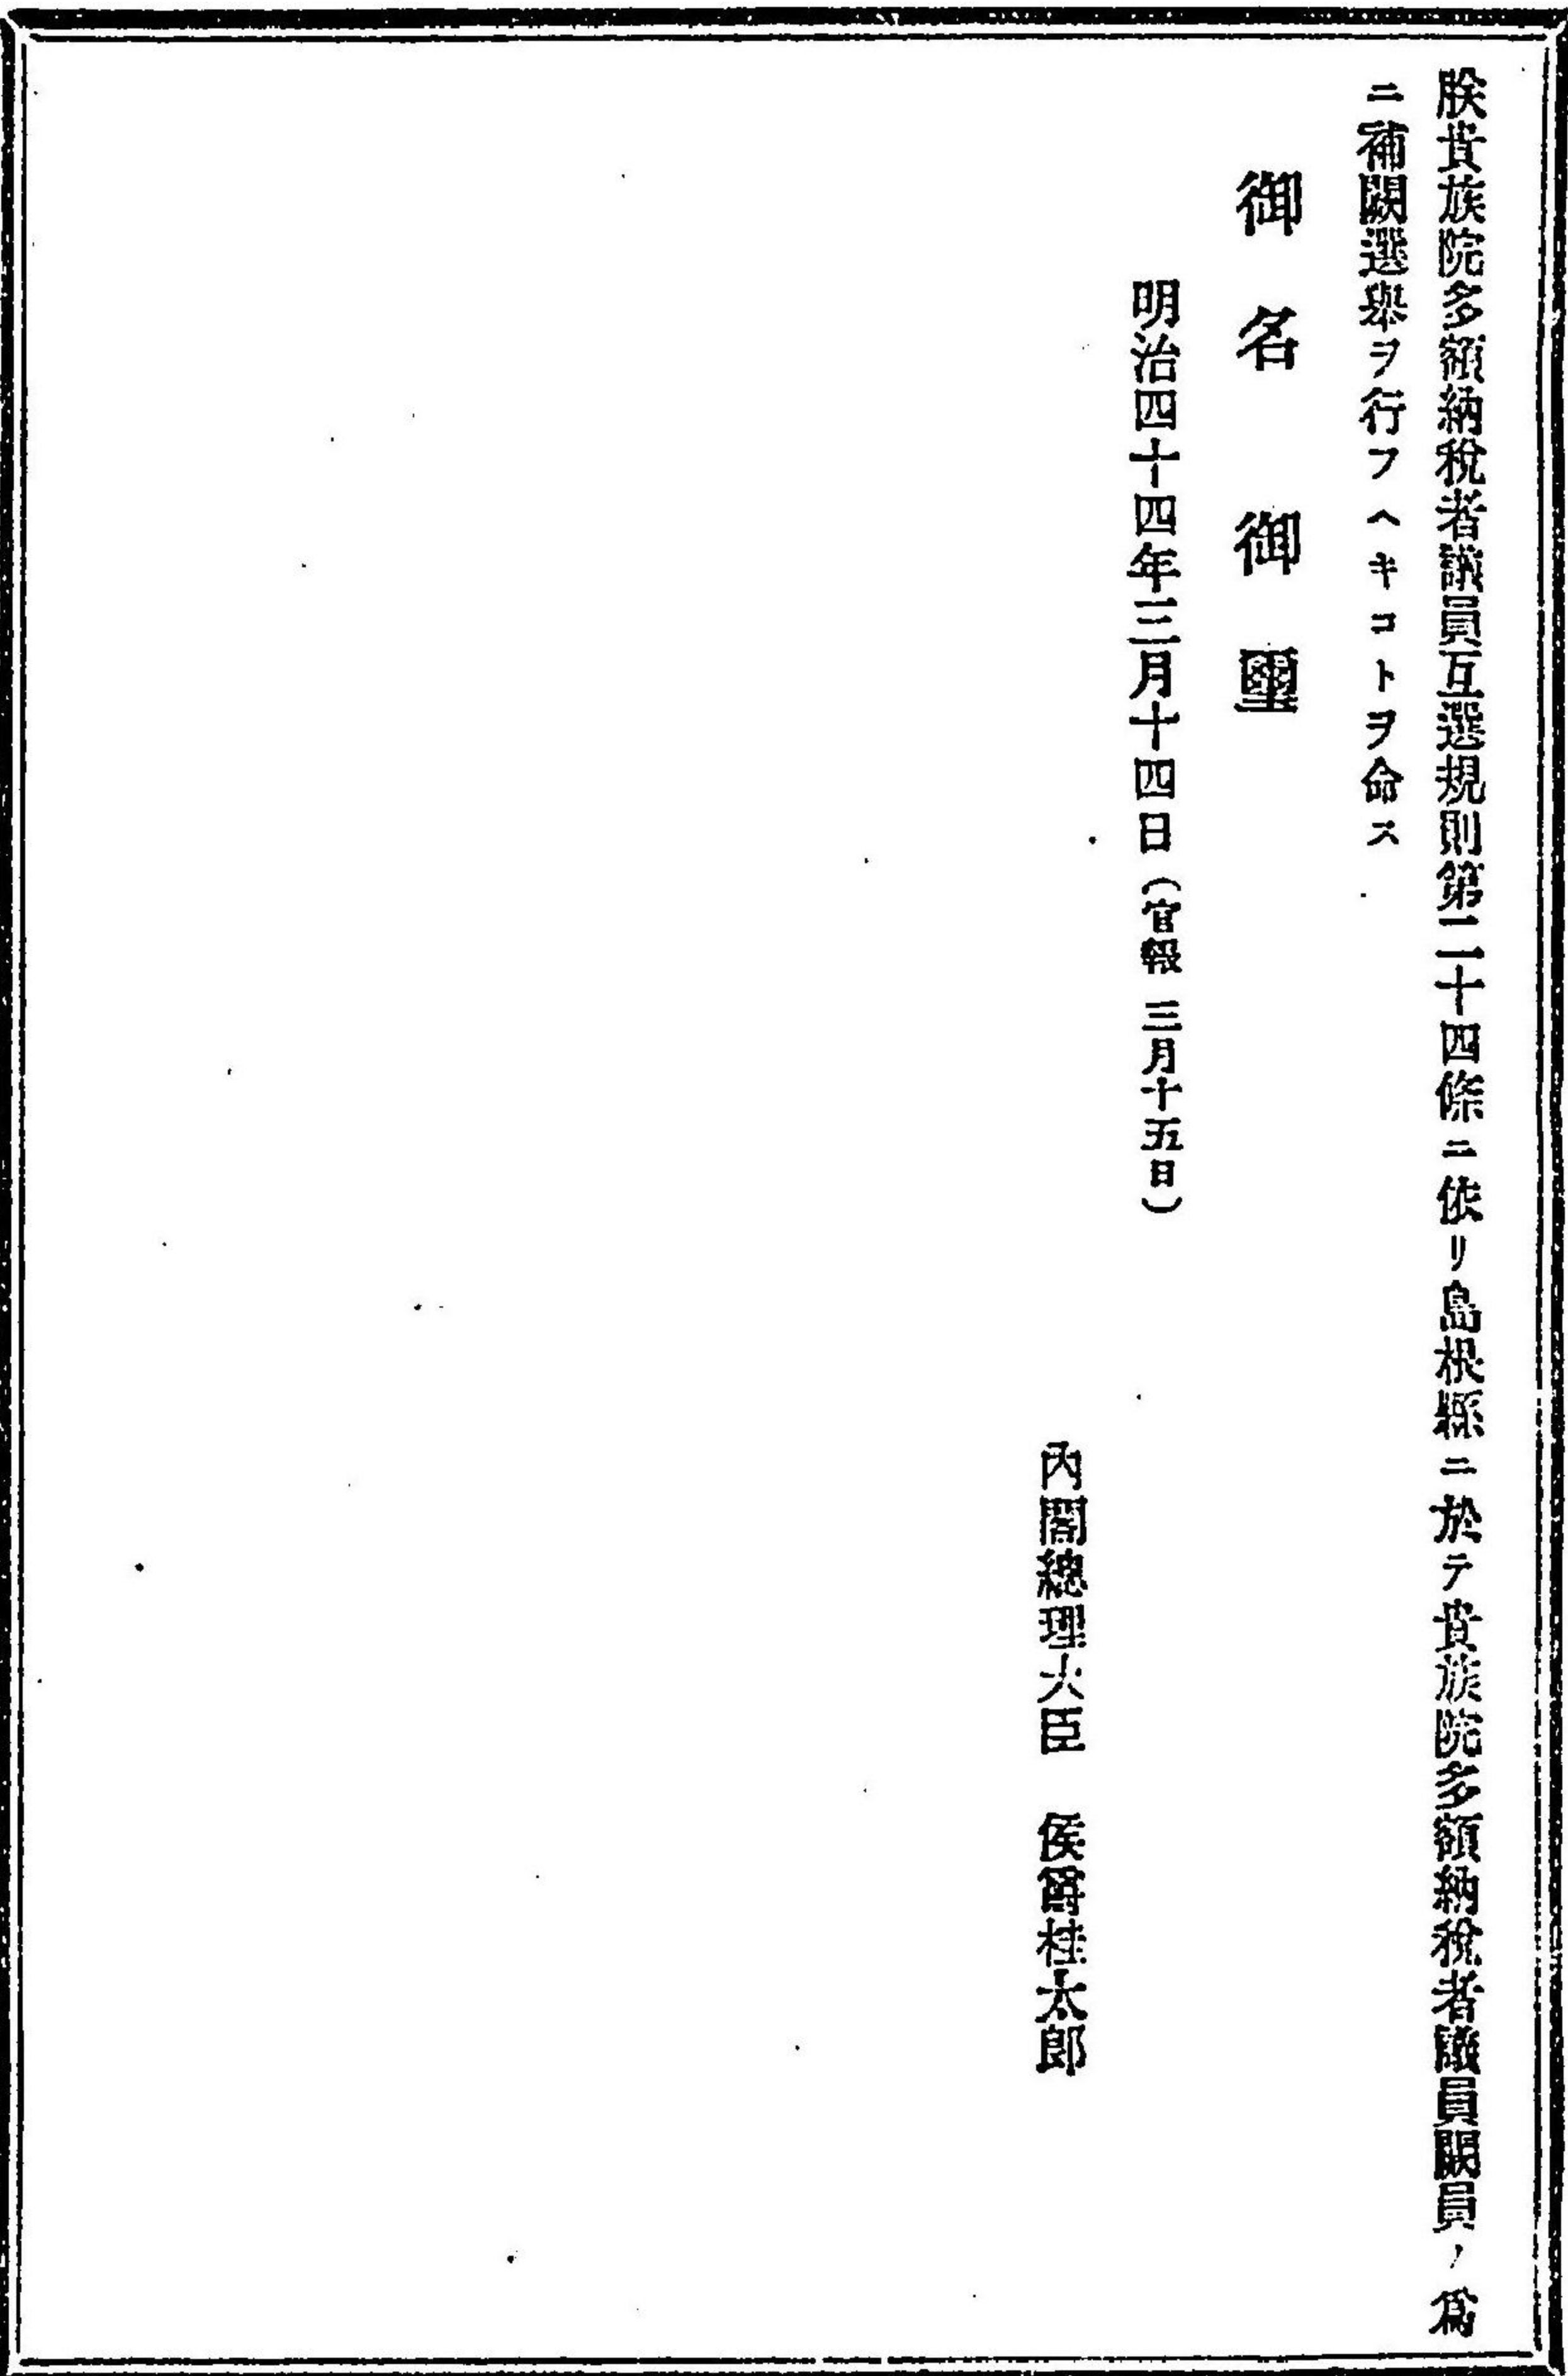 朕貴族院多額納稅者議員互選規則第二十四條ニ依リ島根縣ニ於テ貴族院多額納稅者議員闕員ノ爲
ニ補闕選擧ヲ行フヘキコトヲ命ス
御名御璽
明治四十四年三月十四日(官報 三月十五日)
內閣總理大臣 侯爵桂太郎